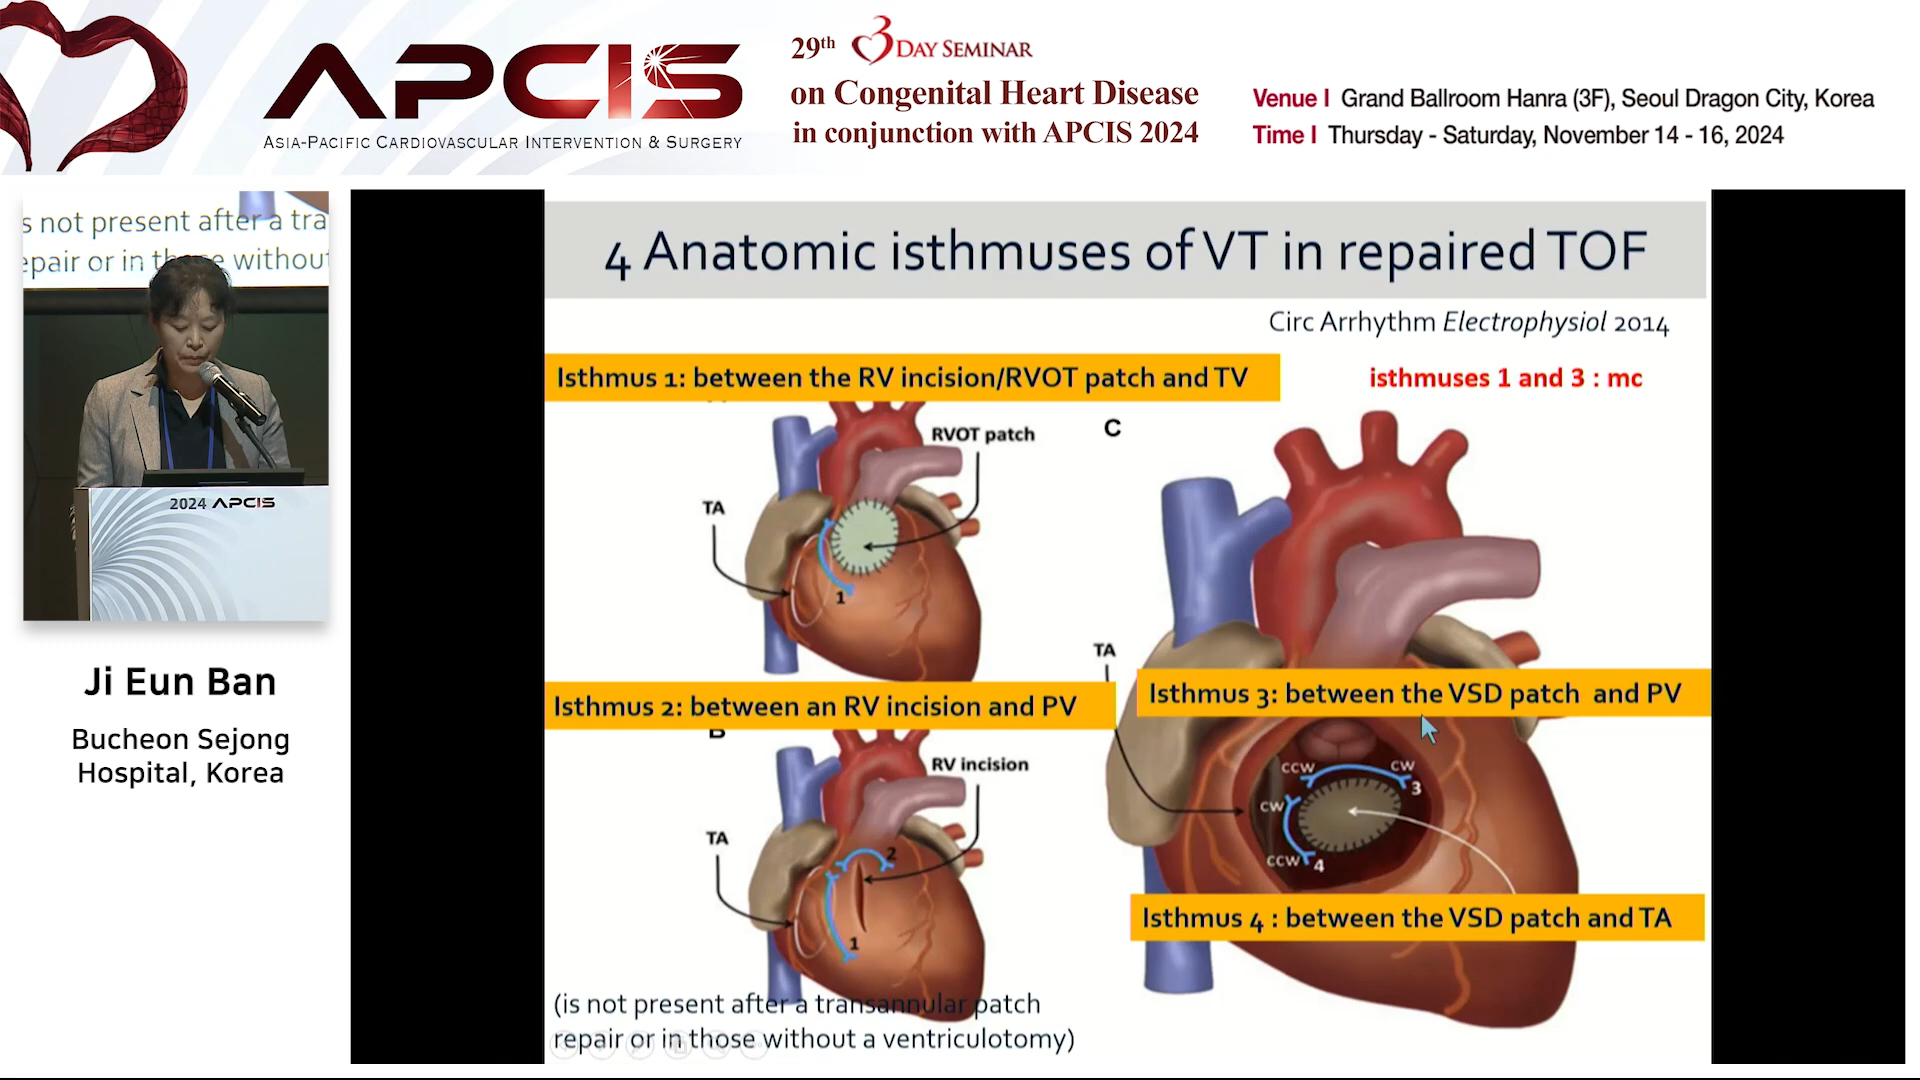 APCIS
ASIA-PACIFIC CARDIOVASCULAR INTERVENTION & SURGERY
29th 3 DAY SEMINAR
on Congenital Heart Disease
in conjunction with APCIS 2024
Venue I Grand Ballroom Hanra (3F), Seoul Dragon City, Korea
Time I Thursday - Saturday, November 14 - 16, 2024
s not present after a tra
epair or in those without
2024 APCIS
Ji Eun Ban
Bucheon Sejong
Hospital, Korea
4 Anatomic isthmuses of VT in repaired TOF
Circ Arrhythm Electrophysiol 2014
Isthmus 1: between the RV incision/RVOT patch and TV
isthmuses 1 and 3 : mc
RVOT patch
TA
1
C
TA
Isthmus 2: between an RV incision and PV
Isthmus 3: between the VSD patch and PV
B
RV incision
TA
2
1
CCW
CW
3
CW
CCW
4
Isthmus 4 : between the VSD patch and TA
(is not present after a transannular patch
repair or in those without a ventriculotomy)